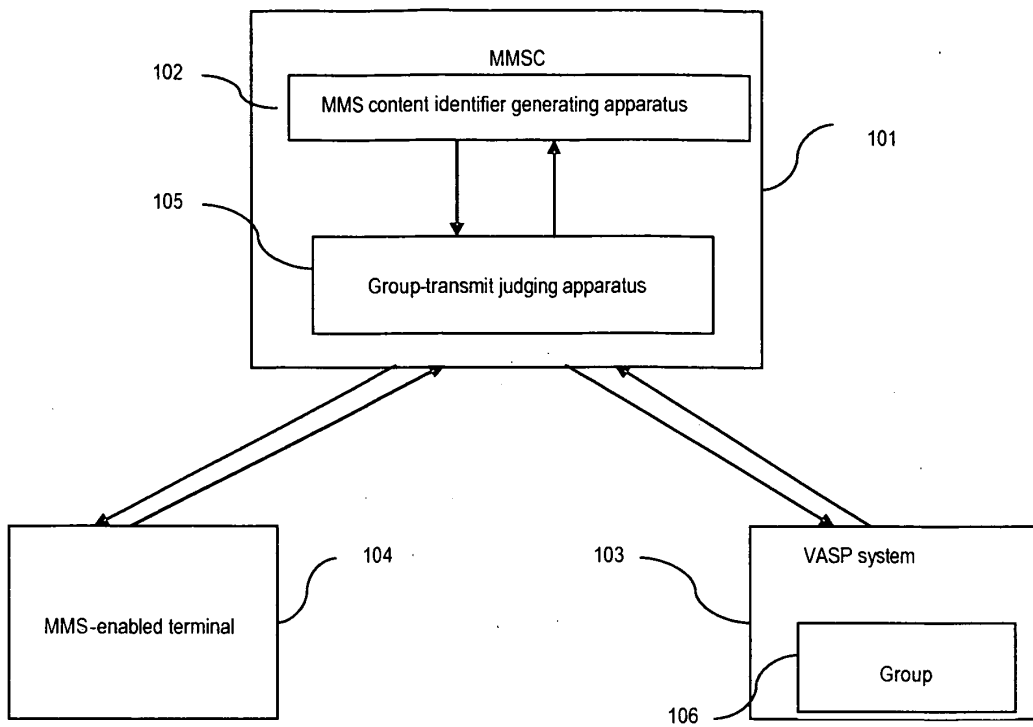 MMSC
102
MMS content identifier generating apparatus
101
105
Group-transmit judging apparatus
104
103
VASP system
MMS-enabled terminal
Group
106